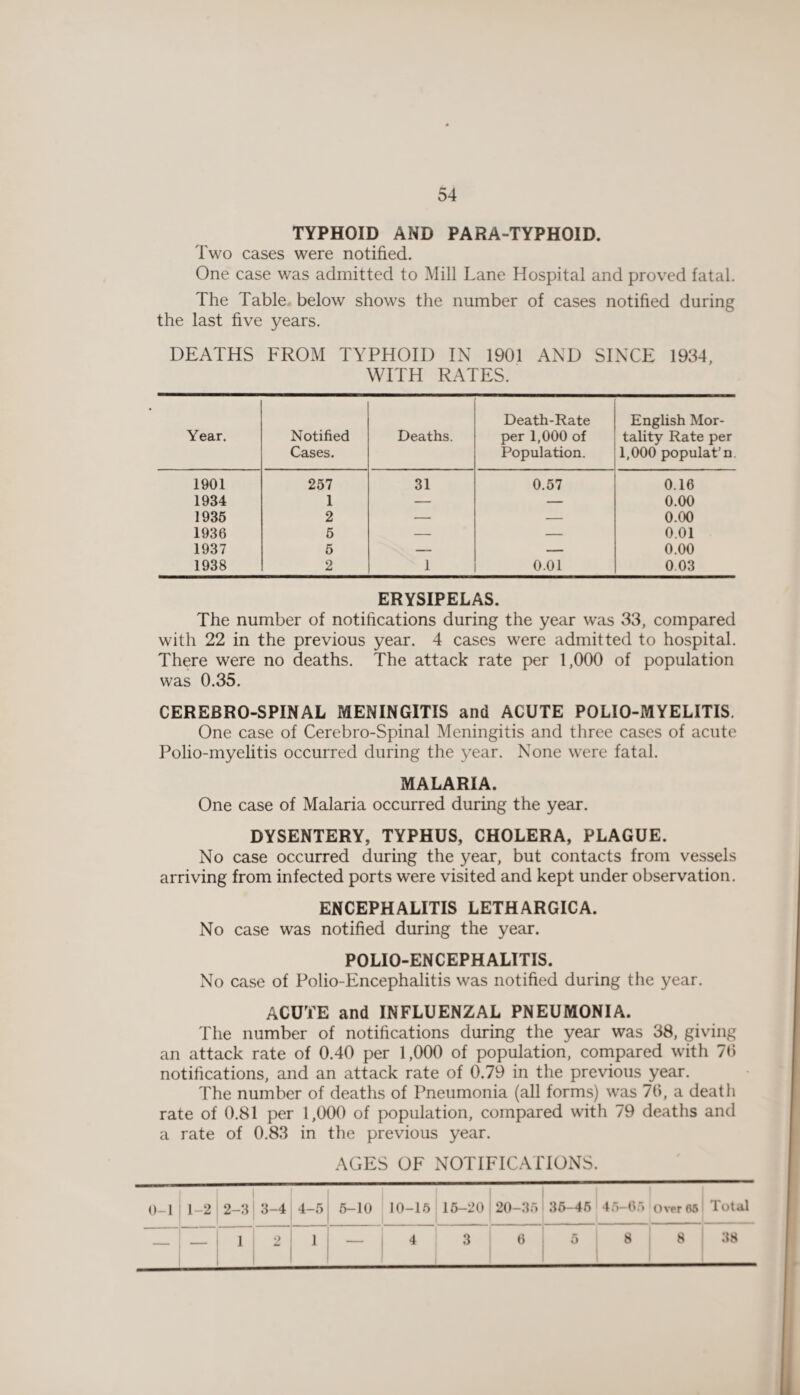 54
TYPHOID AND PARA-TYPHOID.
Two cases were notified.
One case was admitted to Mill Lane Hospital and proved fatal.
The Table. below shows the number of cases notified during
the last five years.
DEATHS FROM TYPHOID IN 1901 AND SINCE 1934,
WITH RATES.
Year. | Notified Cases. | Deaths. | Death-Rate per 1,000 of Population. | English Mortality Rate per 1,000 populat'n.
1901 | 257 | 31 | 0.57 | 0.16
1934 | 1 | — | — | 0.00
1935 | 2 | — | — | 0.00
1936 | 5 | — | — | 0.01
1937 | 5 | — | — | 0.00
1938 | 2 | 1 | 0.01 | 0.03
ERYSIPELAS.
The number of notifications during the year was 33, compared
with 22 in the previous year. 4 cases were admitted to hospital.
There were no deaths. The attack rate per 1,000 of population
was 0.35.
CEREBRO-SPINAL MENINGITIS and ACUTE POLIO-MYELITIS.
One case of Cerebro-Spinal Meningitis and three cases of acute
Polio-myelitis occurred during the year. None were fatal.
MALARIA.
One case of Malaria occurred during the year.
DYSENTERY, TYPHUS, CHOLERA, PLAGUE.
No case occurred during the year, but contacts from vessels
arriving from infected ports were visited and kept under observation.
ENCEPHALITIS LETHARGICA.
No case was notified during the year.
POLIO-ENCEPHALITIS.
No case of Polio-Encephalitis was notified during the year.
ACUTE and INFLUENZAL PNEUMONIA.
The number of notifications during the year was 38, giving
an attack rate of 0.40 per 1,000 of population, compared with 76
notifications, and an attack rate of 0.79 in the previous year.
The number of deaths of Pneumonia (all forms) was 76, a death
rate of 0.81 per 1,000 of population, compared with 79 deaths and
a rate of 0.83 in the previous year.
AGES OF NOTIFICATIONS.
0-1 | 1-2 | 2-3 | 3-4 | 4-5 | 5-10 | 10-15 | 15-20 | 20-35 | 35-45 | 45-65 | Over 65 | Total
— | — | 1 | 2 | 1 | — | 4 | 3 | 6 | 5 | 8 | 8 | 38